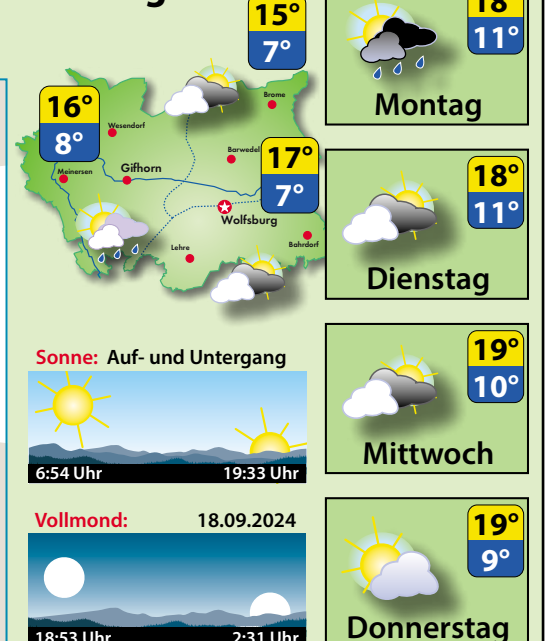 15°
7°
16°
8°
17°
7°
Brome
Wesendorf
Barwedel
Meinersen
Gifhorn
Wolfsburg
Lehre
Bahrdorf
18°
11°
Montag
18°
11°
Dienstag
19°
10°
Mittwoch
19°
9°
Donnerstag
Sonne: Auf- und Untergang
6:54 Uhr 19:33 Uhr
Vollmond: 18.09.2024
18:53 Uhr 2:31 Uhr